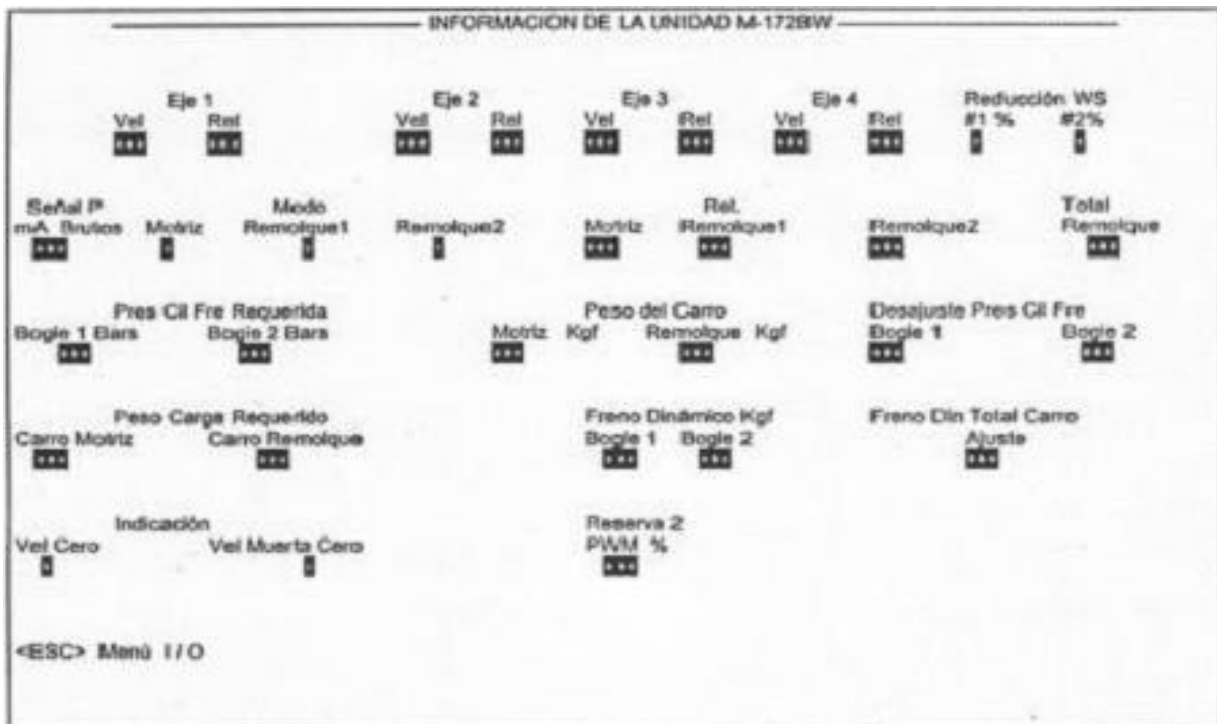 INFORMACION DE LA UNIDAD M-1728W
Eje 1 Eje 2 Eje 3 Eje 4 Reducción WS
Vel Rel Vel Rel Vel Rel Vel Rel #1 % #2%
*** *** *** *** *** *** *** *** * *
Señal P Modo Rel. Total
mA Brutos Motriz Remolque1 Remolque2 Motriz Remolque1 Remolque2 Remolque
*** * * * *** *** *** ***
Pres Cil Fre Requerida Peso del Carro Desajuste Pres Cil Fre
Bogie 1 Bars Bogie 2 Bars Motriz Kgf Remolque Kgf Bogie 1 Bogie 2
*** *** *** *** *** ***
Peso Carga Requerido Freno Dinámico Kgf Freno Din Total Carro
Carro Motriz Carro Remolque Bogie 1 Bogie 2 Ajuste
*** *** *** *** ***
Indicación Reserva 2
Vel Cero Vel Muerta Cero PWM %
* * ***
<ESC> Menú I / O